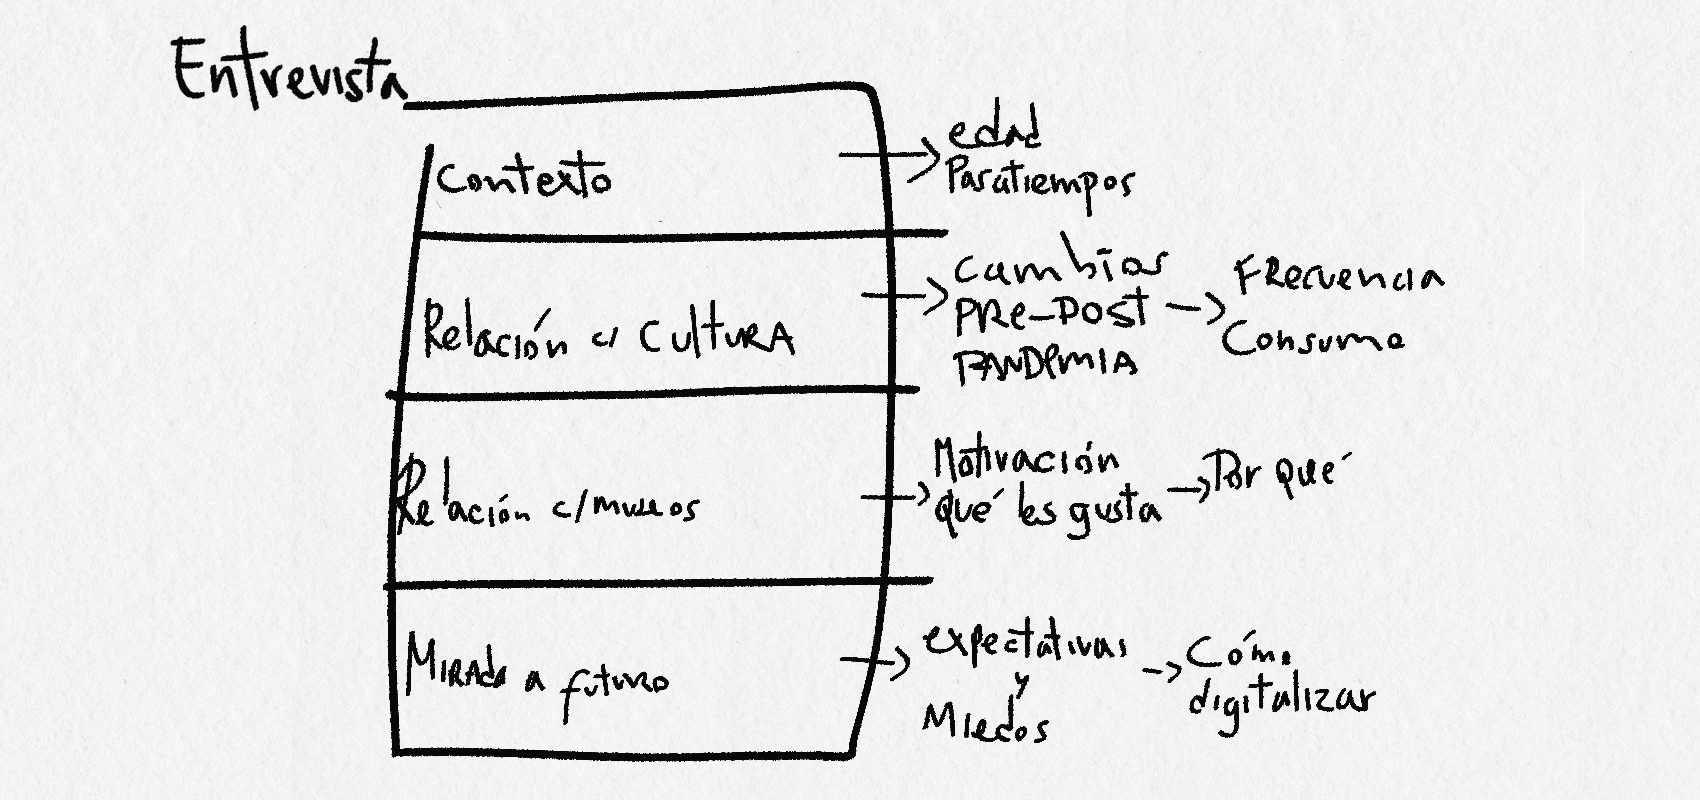 Entrevista
Contexto
edad
Pasatiempos
Relación c/ CULTURA
Cambios
PRE-POST
PANDEMIA
Frecuencia
Consumo
Relación c/museos
Motivación
qué les gusta
Por qué
MIRADA a futuro
expectativas
y
Miedos
Cómo
digitalizar